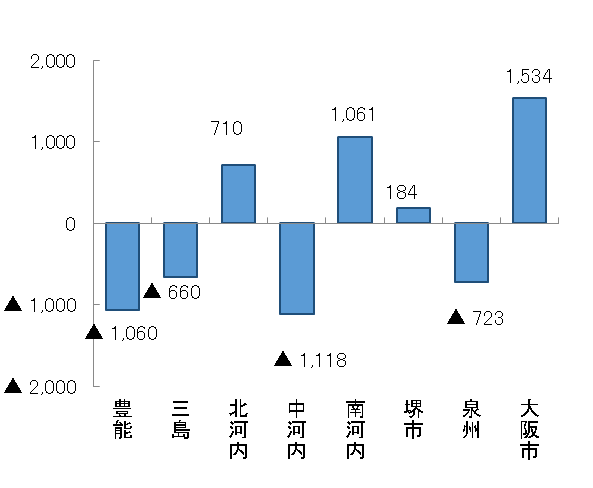 2,000
1,000
0
▲ 1,000
▲ 2,000
▲ 1,060
▲ 660
710
▲ 1,118
1,061
184
▲ 723
1,534
豊能
三島
北河内
中河内
南河内
堺市
泉州
大阪市